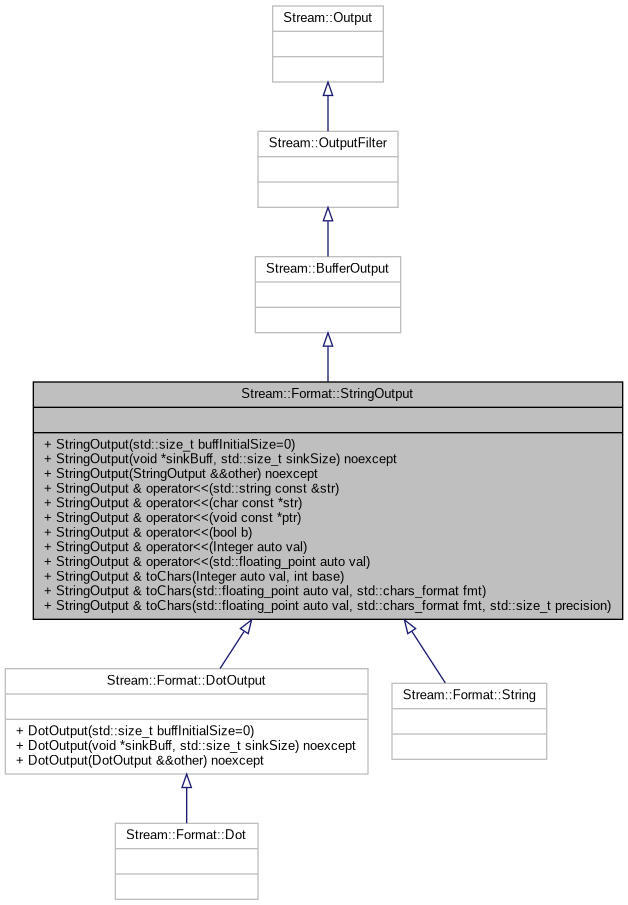 Stream::Output
Stream::OutputFilter
Stream::BufferOutput
Stream::Format::StringOutput
+ StringOutput(std::size_t buffInitialSize=0)
+ StringOutput(void *sinkBuff, std::size_t sinkSize) noexcept
+ StringOutput(StringOutput &&other) noexcept
+ StringOutput & operator<<(std::string const &str)
+ StringOutput & operator<<(char const *str)
+ StringOutput & operator<<(void const *ptr)
+ StringOutput & operator<<(bool b)
+ StringOutput & operator<<(Integer auto val)
+ StringOutput & operator<<(std::floating_point auto val)
+ StringOutput & toChars(Integer auto val, int base)
+ StringOutput & toChars(std::floating_point auto val, std::chars_format fmt)
+ StringOutput & toChars(std::floating_point auto val, std::chars_format fmt, std::size_t precision)
Stream::Format::DotOutput
+ DotOutput(std::size_t buffInitialSize=0)
+ DotOutput(void *sinkBuff, std::size_t sinkSize) noexcept
+ DotOutput(DotOutput &&other) noexcept
Stream::Format::String
Stream::Format::Dot